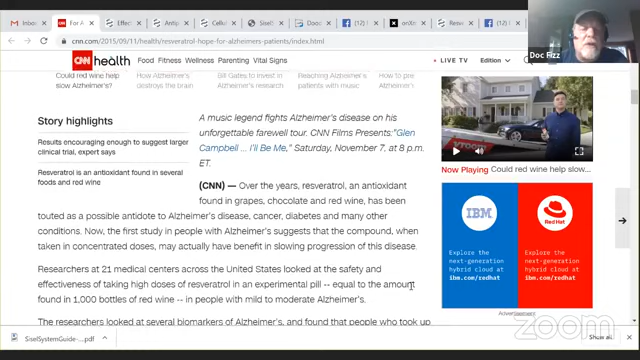 Inbox
For A
Effec
Antip
Cellul
Sisel
Dood
(1) F
onXn
Resve
(1) F
cnn.com/2015/09/11/health/resveratrol-hope-for-alzheimers-patients/index.html
CNN health
Food Fitness Wellness Parenting Vital Signs
LIVE TV Edition
Doc Fizz
Could red wine help slow Alzheimer's?
How Alzheimer's destroys the brain
Bill Gates to invest in Alzheimer's research
Reaching Alzheimer's patients with music
How to pre
Story highlights
Results encouraging enough to suggest larger
clinical trial, expert says
Resveratrol is an antioxidant found in several
foods and red wine
A music legend fights Alzheimer's disease on his
unforgettable farewell tour. CNN Films Presents:"Glen
Campbell ... I'll Be Me," Saturday, November 7, at 8 p.m.
ET.
(CNN) — Over the years, resveratrol, an antioxidant
found in grapes, chocolate and red wine, has been
touted as a possible antidote to Alzheimer's disease, cancer, diabetes and many other
conditions. Now, the first study in people with Alzheimer's suggests that the compound, when
taken in concentrated doses, may actually have benefit in slowing progression of this disease.
Researchers at 21 medical centers across the United States looked at the safety and
effectiveness of taking high doses of resveratrol in an experimental pill -- equal to the amount
found in 1,000 bottles of red wine -- in people with mild to moderate Alzheimer's.
The researchers looked at several biomarkers of Alzheimer's, and found that people who took up
VROOM
Now Playing Could red wine help slow...
IBM
Red Hat
Explore the
next-generation
hybrid cloud at
ibm.com/redhat
Explore the
next-generation
hybrid cloud at
ibm.com/redhat
Advertisement
zoom
SiselSystemGuide-....pdf
Show all